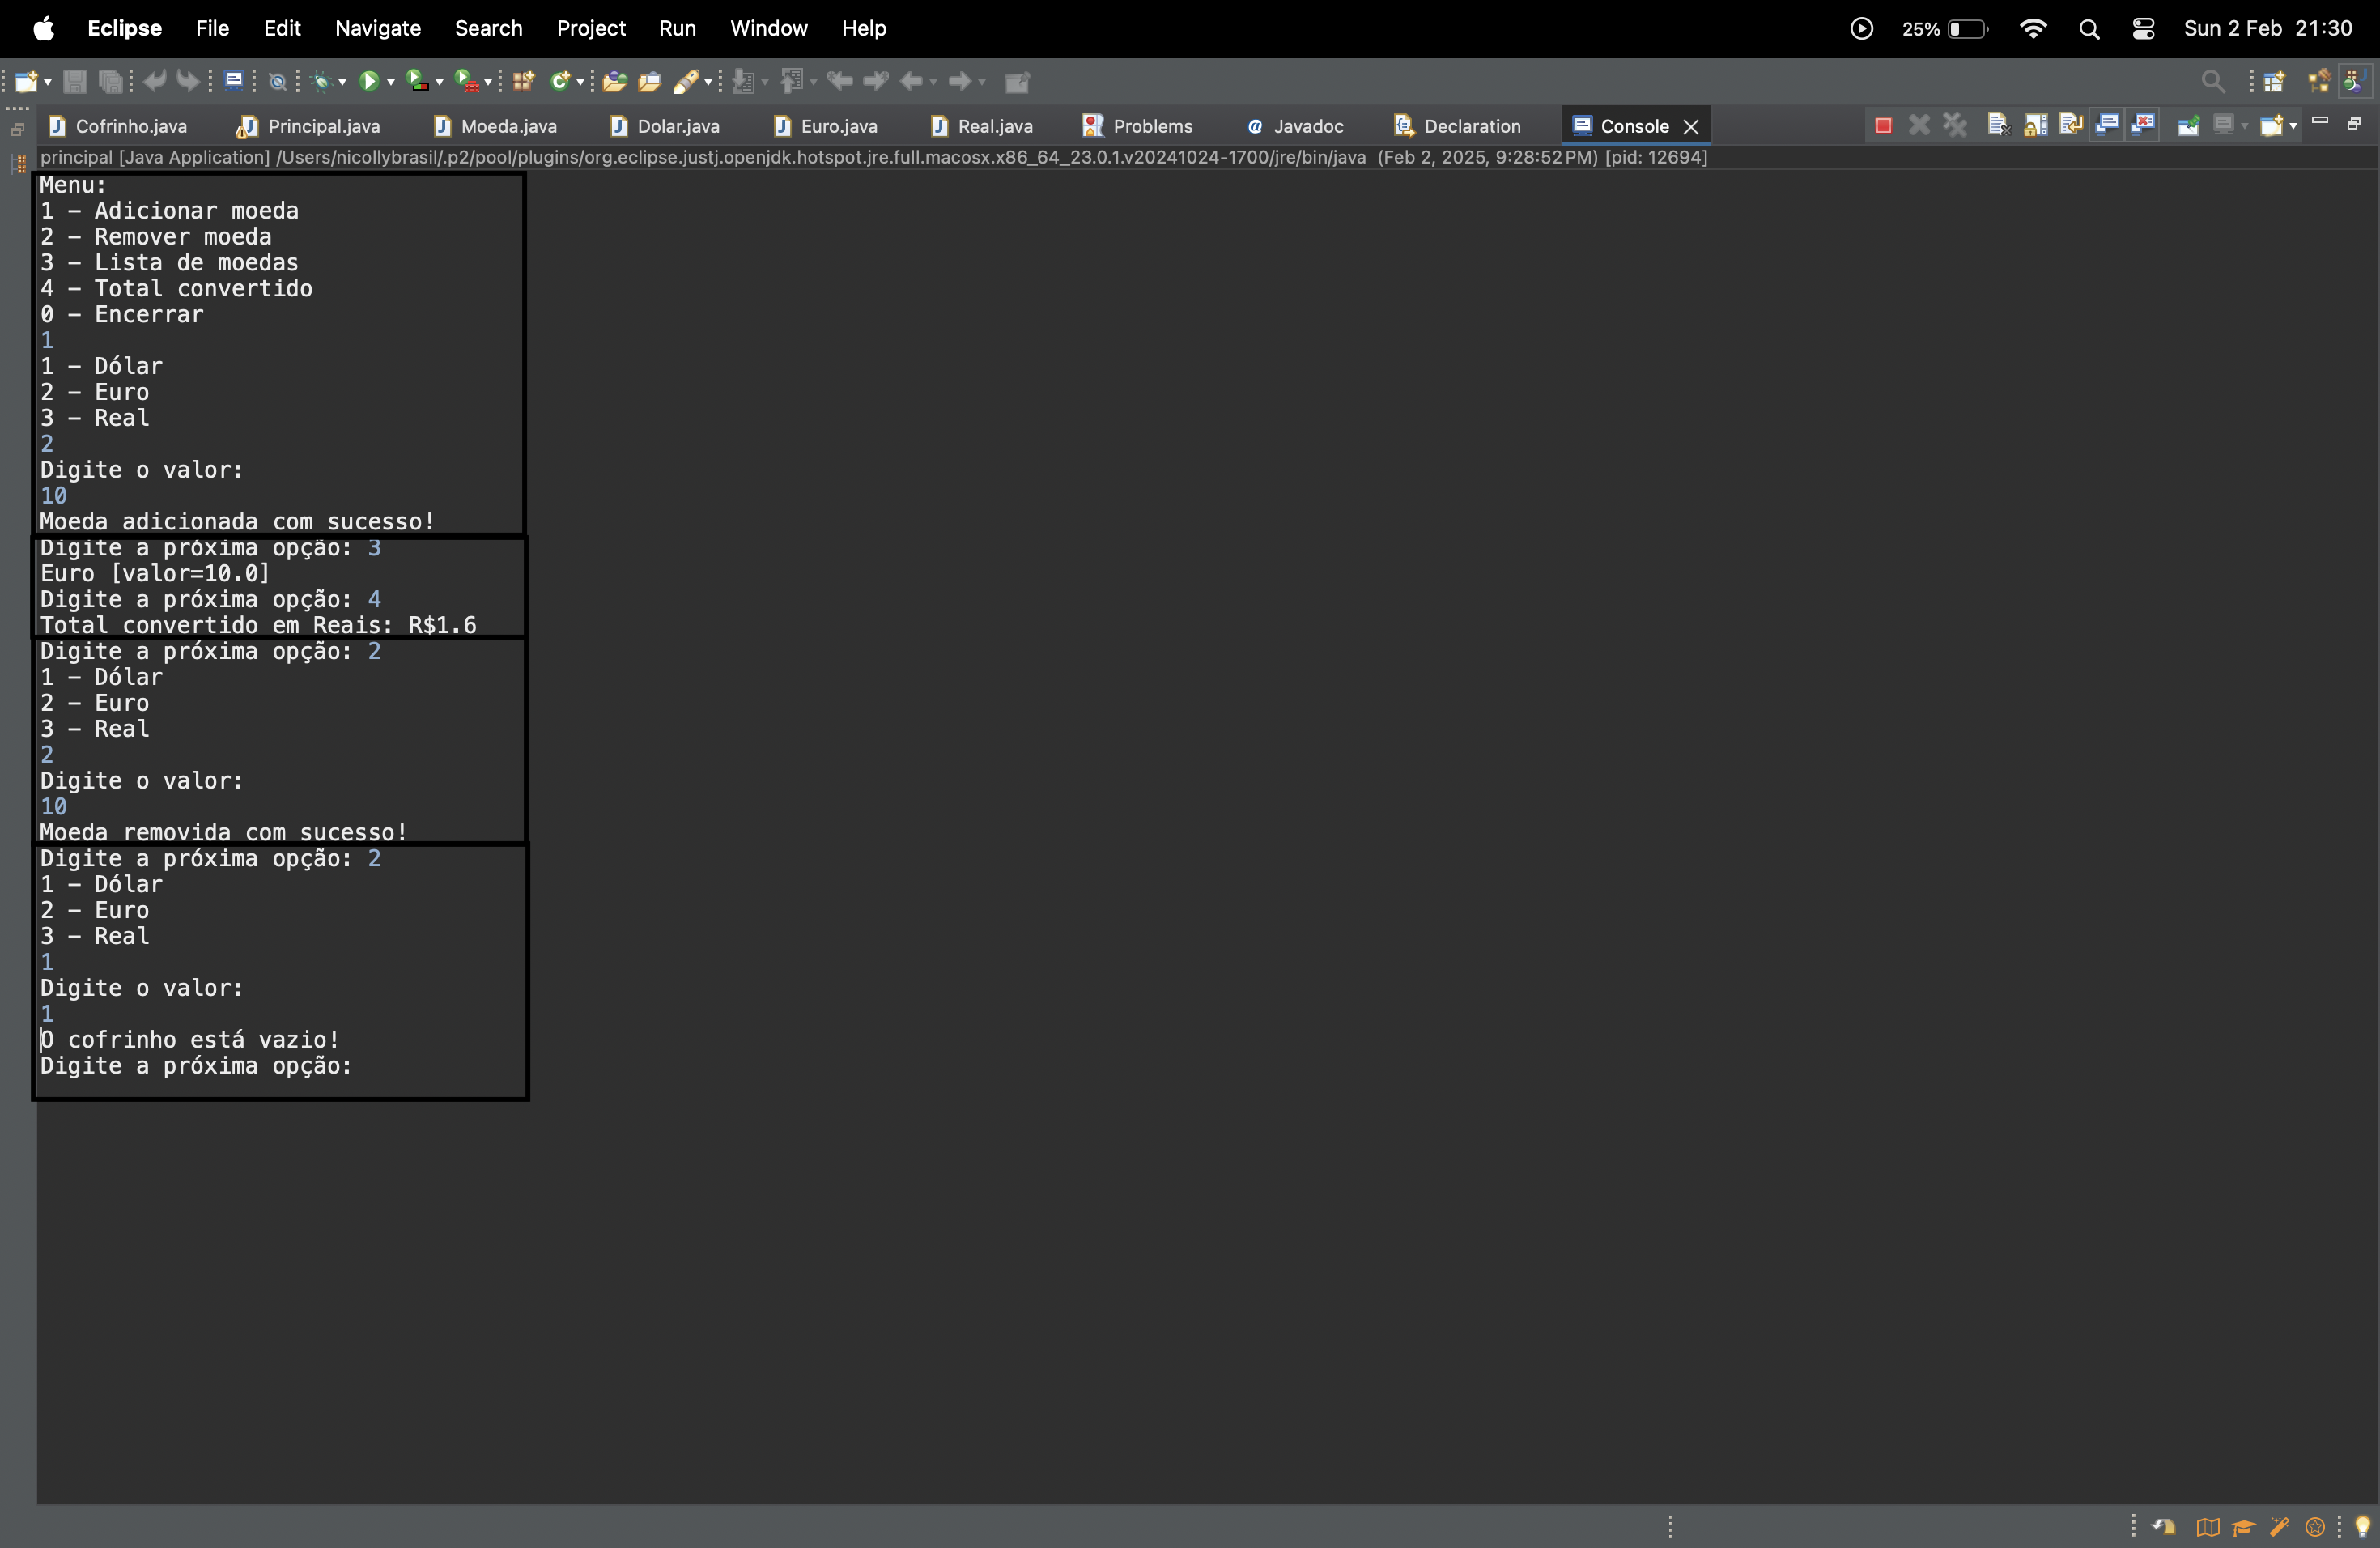 Eclipse File Edit Navigate Search Project Run Window Help 25% Sun 2 Feb 21:30
Cofrinho.java Principal.java Moeda.java Dolar.java Euro.java Real.java Problems @ Javadoc Declaration Console
principal [Java Application] /Users/nicollybrasil/.p2/pool/plugins/org.eclipse.justj.openjdk.hotspot.jre.full.macosx.x86_64_23.0.1.v20241024-1700/jre/bin/java (Feb 2, 2025, 9:28:52 PM) [pid: 12694]
Menu:
1 – Adicionar moeda
2 – Remover moeda
3 – Lista de moedas
4 – Total convertido
0 – Encerrar
1
1 – Dólar
2 – Euro
3 – Real
2
Digite o valor:
10
Moeda adicionada com sucesso!
Digite a próxima opção: 3
Euro [valor=10.0]
Digite a próxima opção: 4
Total convertido em Reais: R$1.6
Digite a próxima opção: 2
1 – Dólar
2 – Euro
3 – Real
2
Digite o valor:
10
Moeda removida com sucesso!
Digite a próxima opção: 2
1 – Dólar
2 – Euro
3 – Real
1
Digite o valor:
1
O cofrinho está vazio!
Digite a próxima opção: